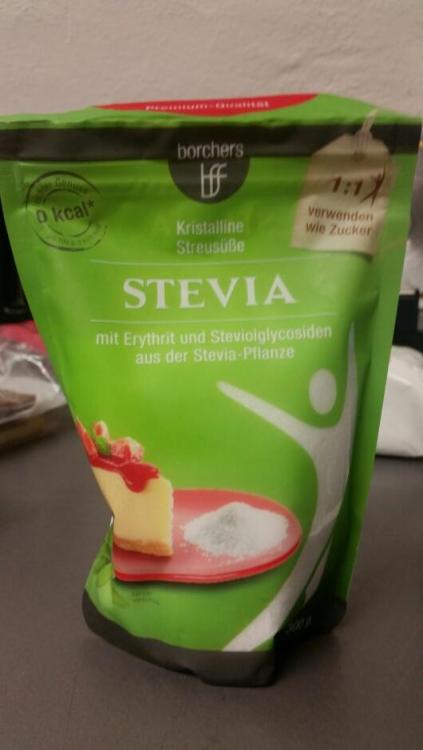 Premium-Qualität
borchers
bff
0 kcal*
1:1
verwenden
wie Zucker
Kristalline
Streusüße
STEVIA
mit Erythrit und Steviolglycosiden
aus der Stevia-Pflanze
300 g